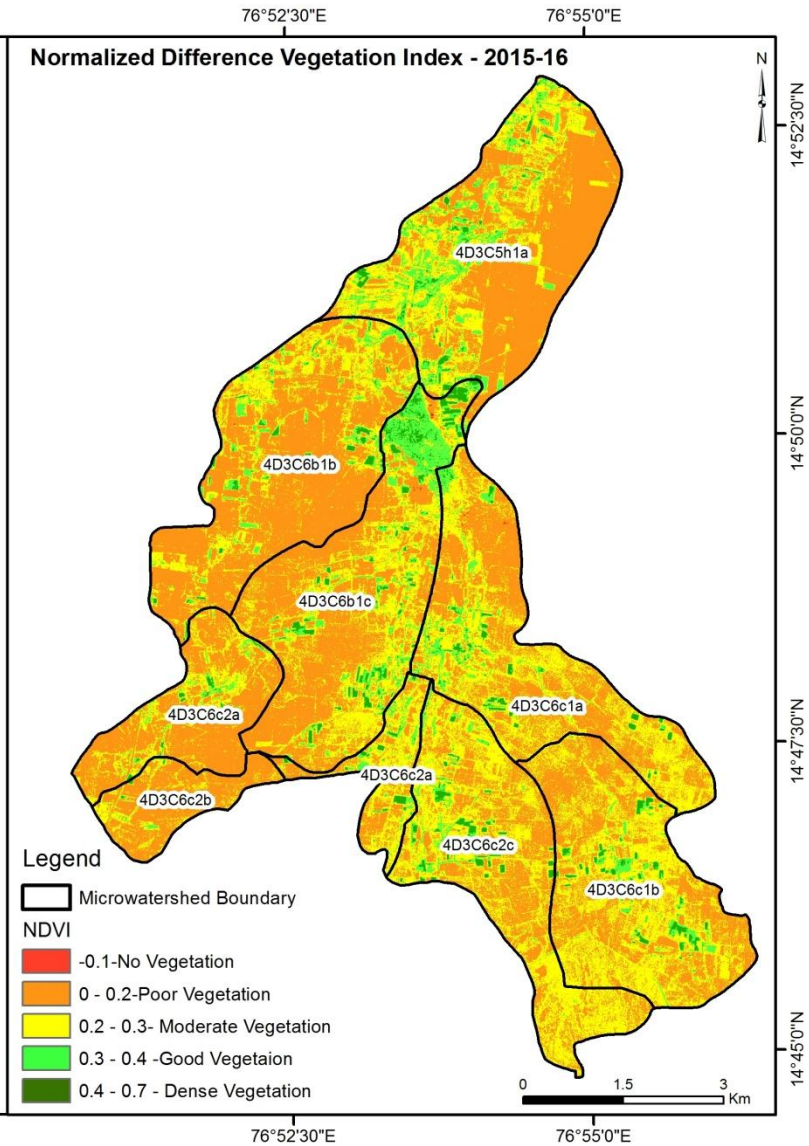 76°52'30"E
76°55'0"E
Normalized Difference Vegetation Index - 2015-16
N
14°52'30"N
4D3C5h1a
14°50'0"N
4D3C6b1b
4D3C6b1c
4D3C6c2a
4D3C6c1a
14°47'30"N
4D3C6c2a
4D3C6c2b
4D3C6c2c
4D3C6c1b
Legend
Microwatershed Boundary
NDVI
-0.1-No Vegetation
0 - 0.2-Poor Vegetation
0.2 - 0.3- Moderate Vegetation
0.3 - 0.4 -Good Vegetaion
0.4 - 0.7 - Dense Vegetation
14°45'0"N
0 1.5 3
Km
76°52'30"E
76°55'0"E